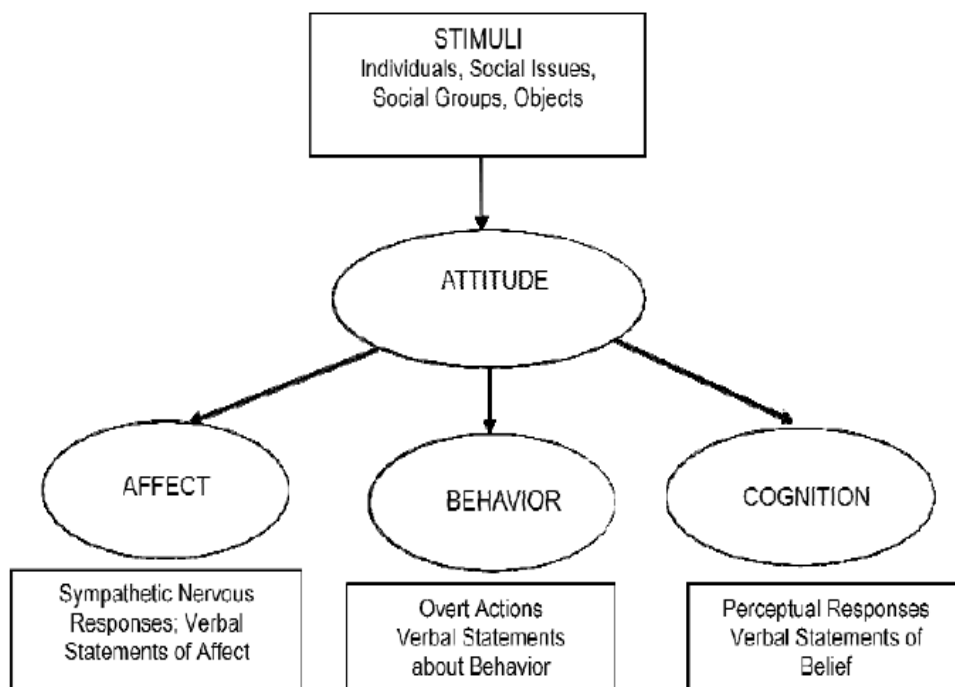 STIMULI
Individuals, Social Issues,
Social Groups, Objects
ATTITUDE
AFFECT
BEHAVIOR
COGNITION
Sympathetic Nervous
Responses; Verbal
Statements of Affect
Overt Actions
Verbal Statements
about Behavior
Perceptual Responses
Verbal Statements of
Belief